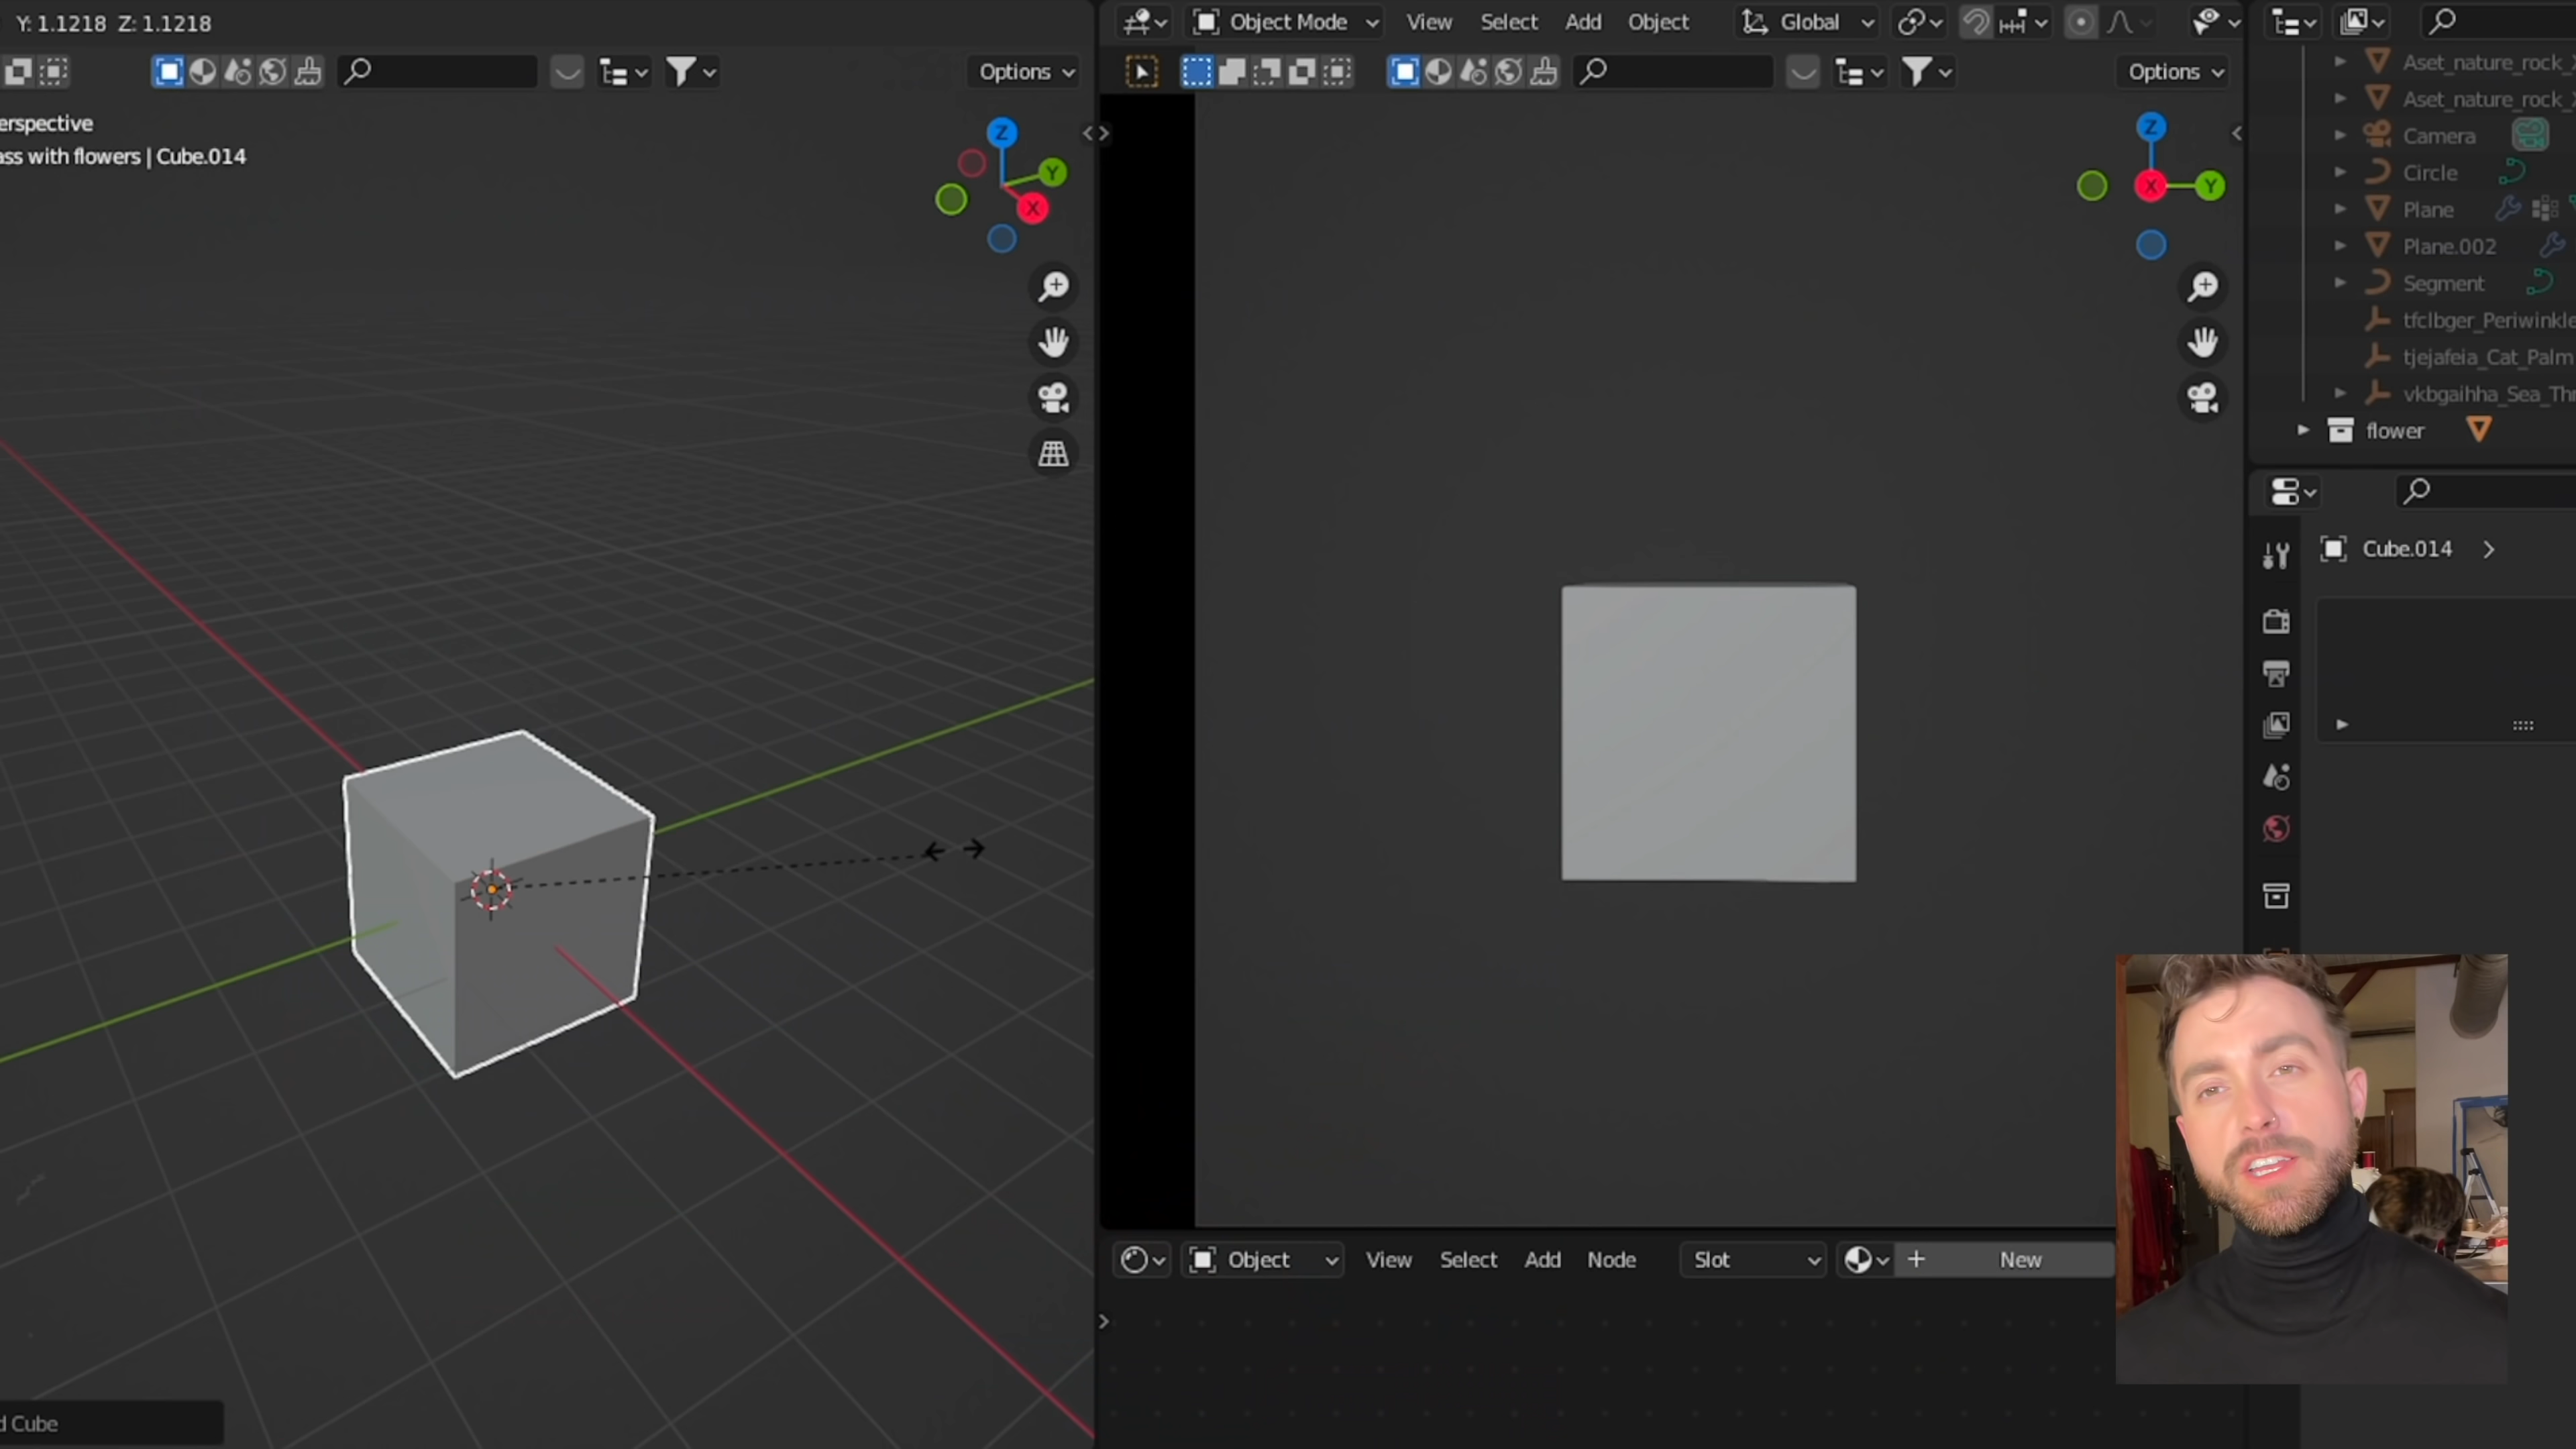 Y: 1.1218 Z: 1.1218
Options
erspective
ass with flowers | Cube.014
Z
Y
X
d Cube
Object Mode
View
Select
Add
Object
Global
Options
Z
X
Y
Object
View
Select
Add
Node
Slot
New
Aset_nature_rock_
Aset_nature_rock_
Camera
Circle
Plane
Plane.002
Segment
tfclbger_Periwinkle
tjejafeia_Cat_Palm
vkbgaihha_Sea_Thr
flower
Cube.014